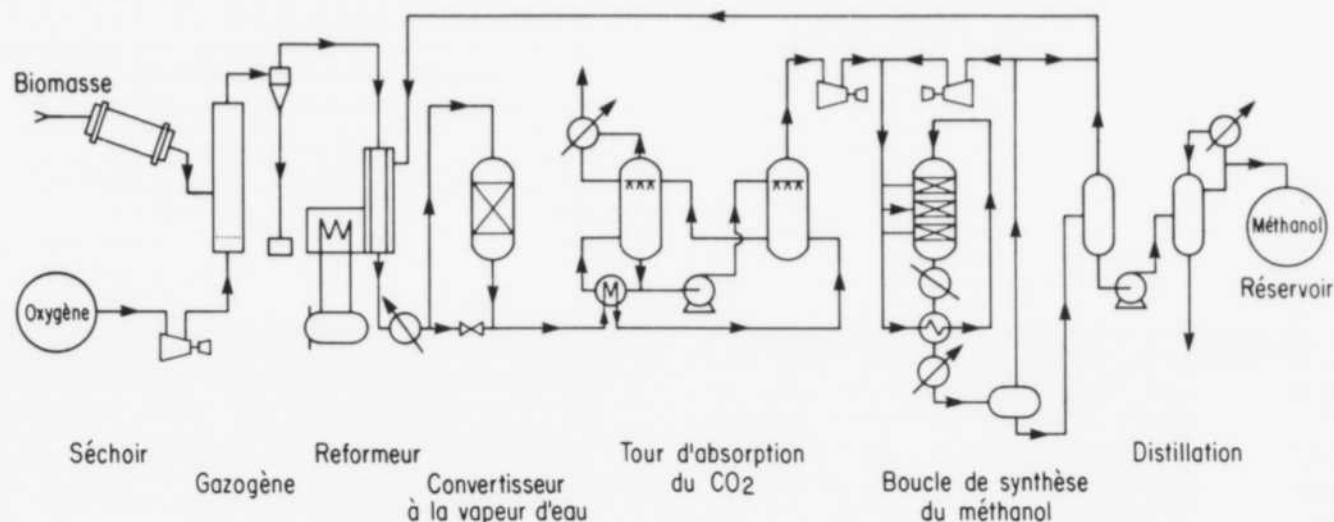 Biomasse
Oxygène
Méthanol
Réservoir
Séchoir
Gazogène
Reformeur
Convertisseur
à la vapeur d'eau
Tour d'absorption
du CO2
Boucle de synthèse
du méthanol
Distillation